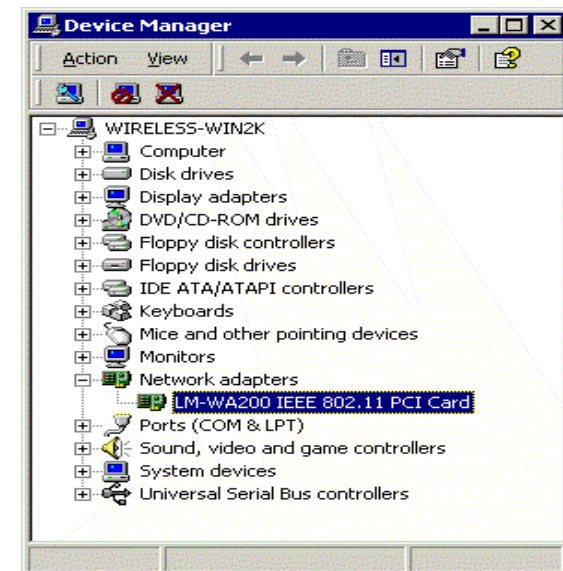 Device Manager
Action View
WIRELESS-WIN2K
Computer
Disk drives
Display adapters
DVD/CD-ROM drives
Floppy disk controllers
Floppy disk drives
IDE ATA/ATAPI controllers
Keyboards
Mice and other pointing devices
Monitors
Network adapters
LM-WA200 IEEE 802.11 PCI Card
Ports (COM & LPT)
Sound, video and game controllers
System devices
Universal Serial Bus controllers